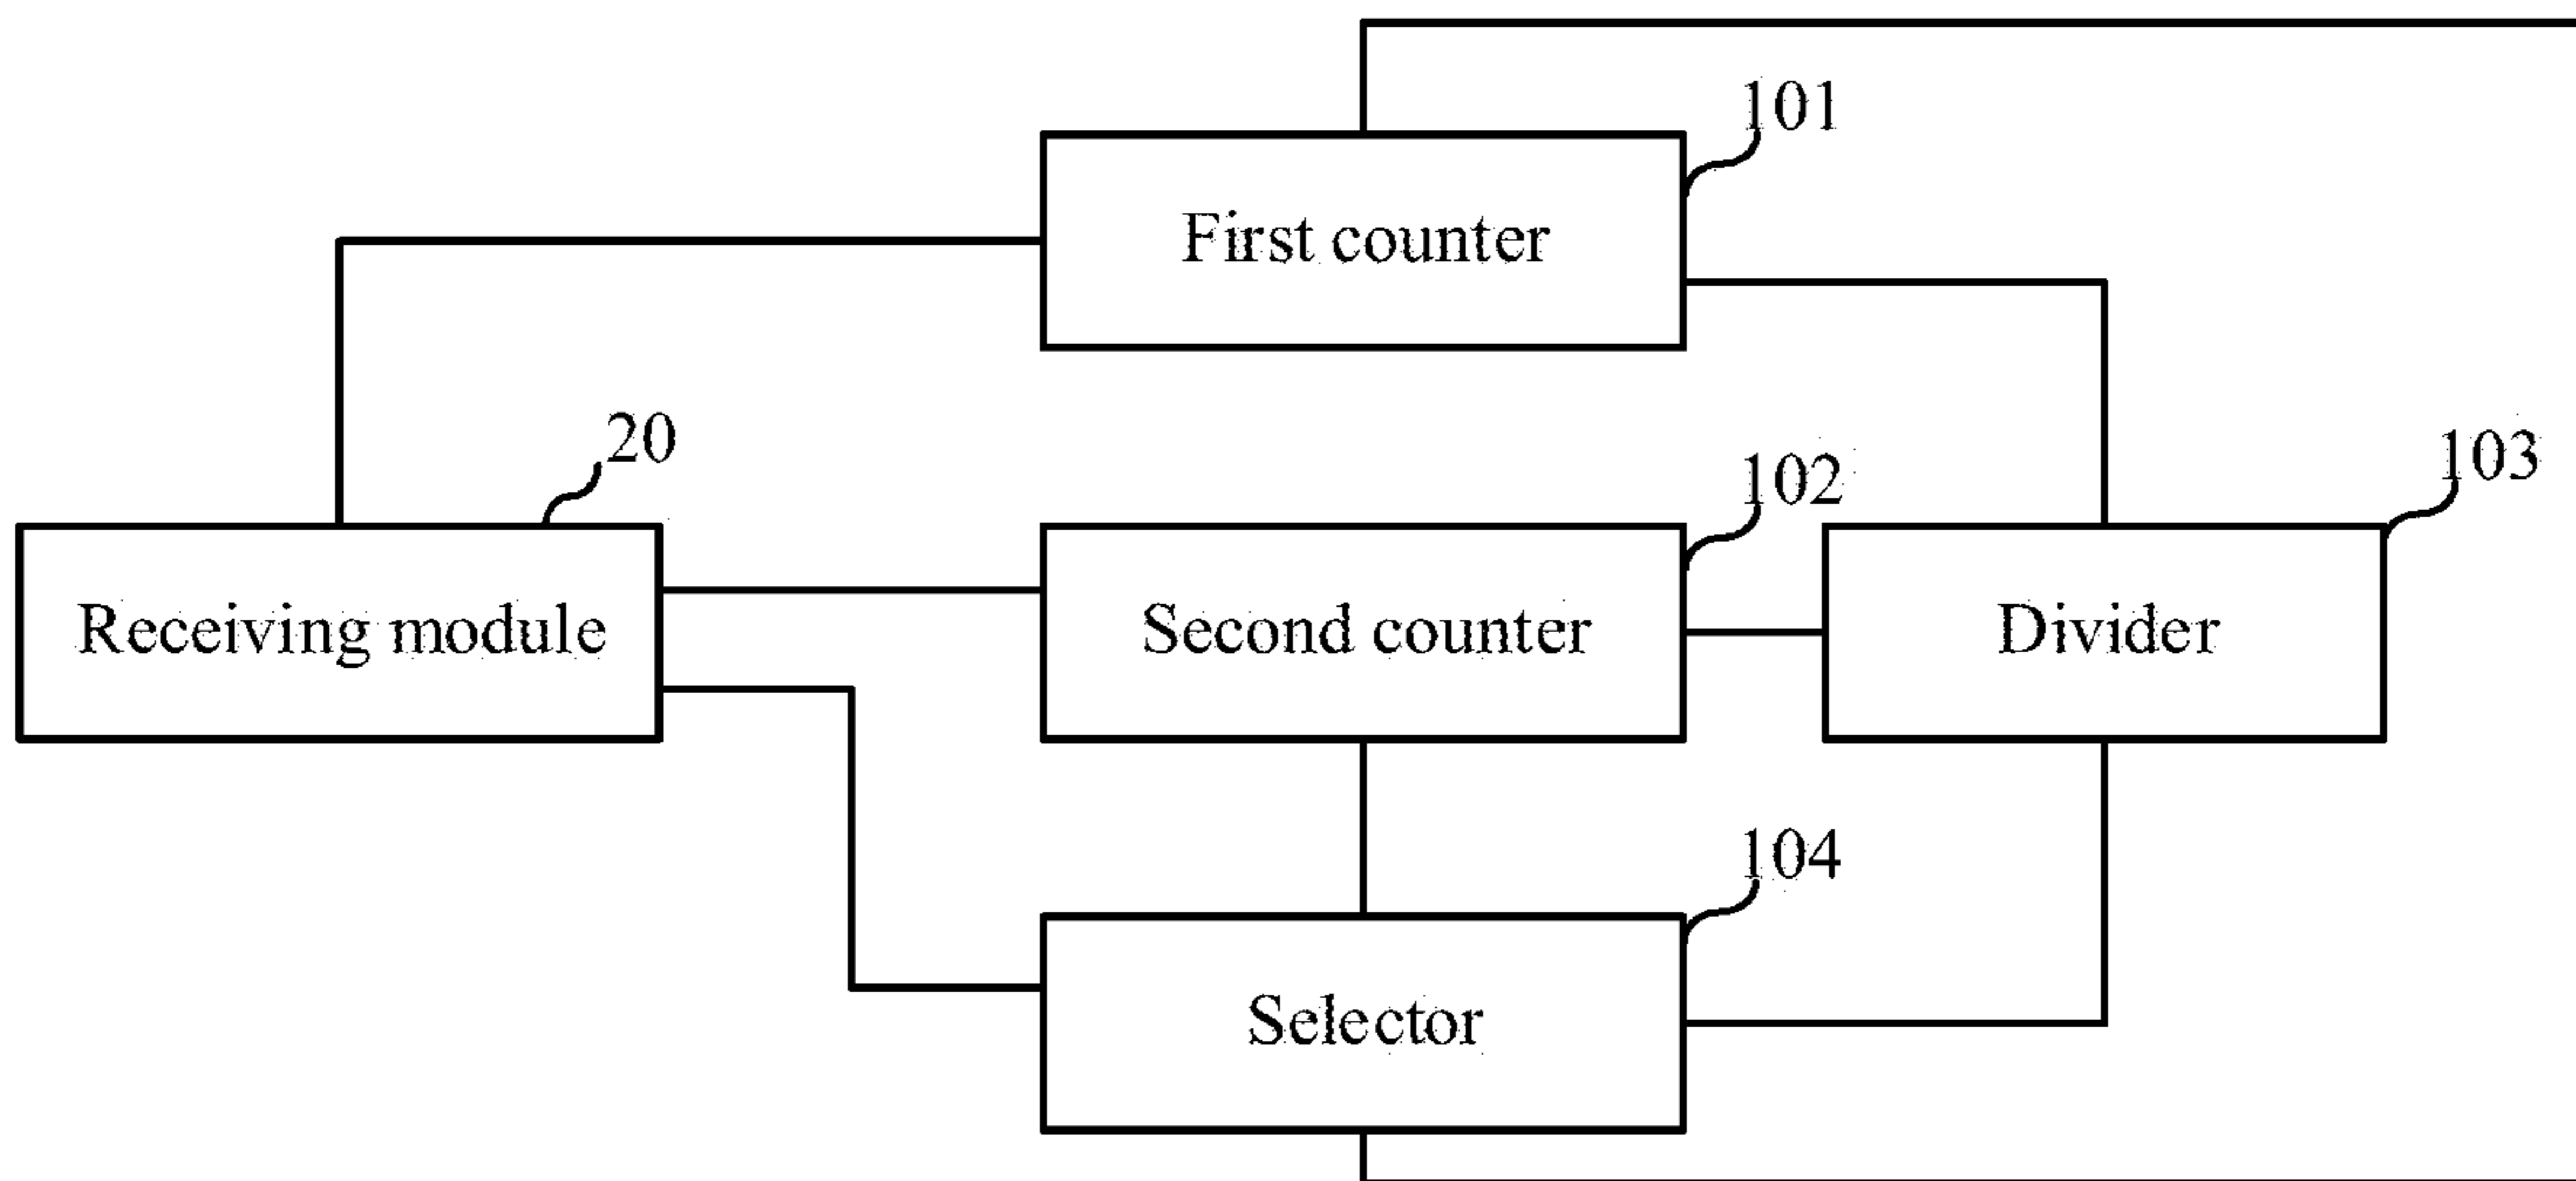 101
First counter
20
102
103
Receiving module
Second counter
Divider
104
Selector